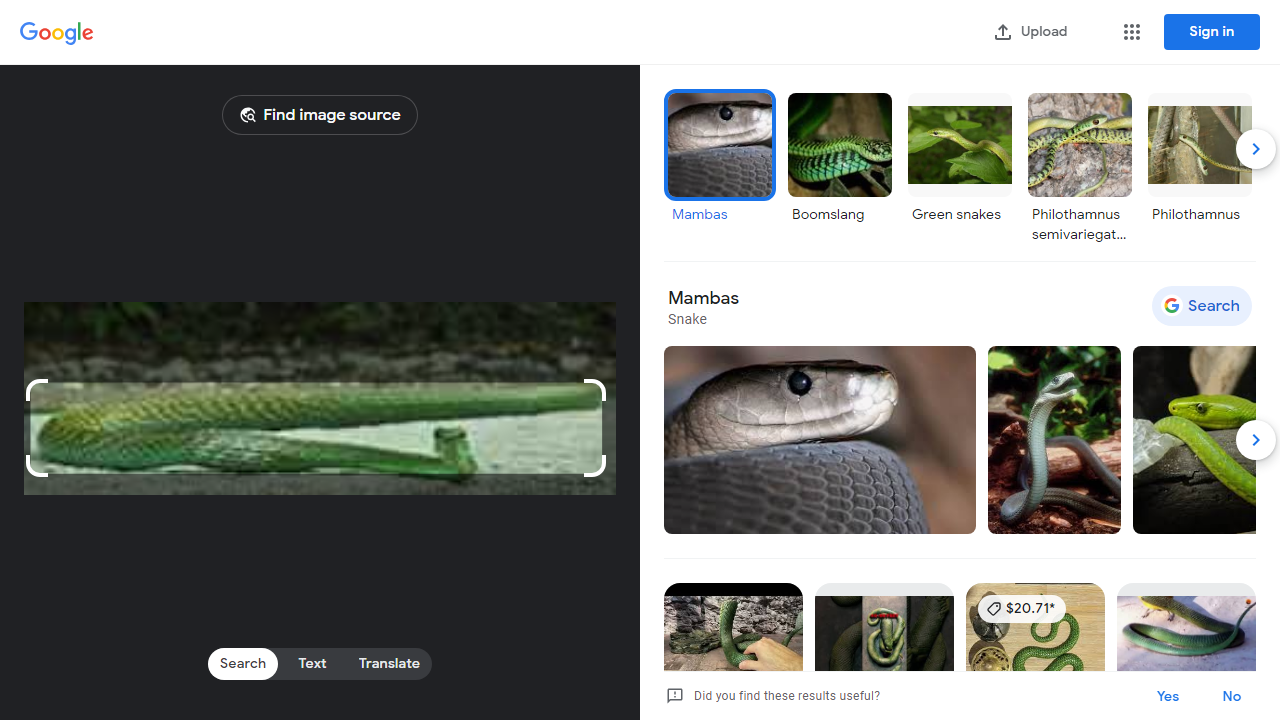 Google
Upload
Sign in
Find image source
Mambas
Boomslang
Green snakes
Philothamnus
semivariegat...
Philothamnus
Mambas
Snake
Search
$20.71*
Search
Text
Translate
Did you find these results useful?
Yes
No